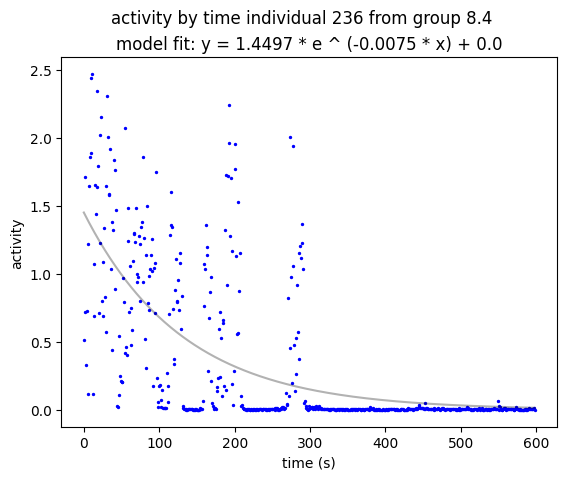 activity by time individual 236 from group 8.4
model fit: y = 1.4497 * e ^ (-0.0075 * x) + 0.0
2.5
2.0
1.5
1.0
0.5
0.0
activity
0 100 200 300 400 500 600
time (s)